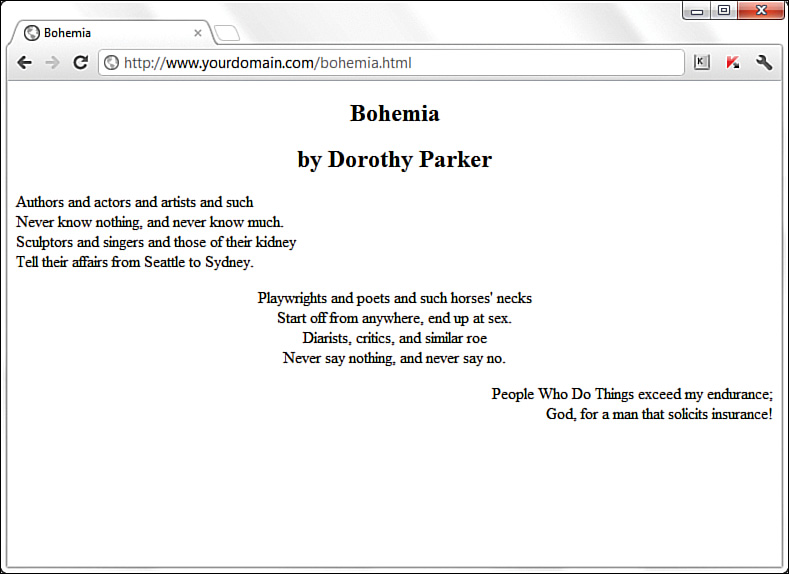 Bohemia
http://www.yourdomain.com/bohemia.html
K
Bohemia
by Dorothy Parker
Authors and actors and artists and such
Never know nothing, and never know much.
Sculptors and singers and those of their kidney
Tell their affairs from Seattle to Sydney.
Playwrights and poets and such horses' necks
Start off from anywhere, end up at sex.
Diarists, critics, and similar roe
Never say nothing, and never say no.
People Who Do Things exceed my endurance;
God, for a man that solicits insurance!